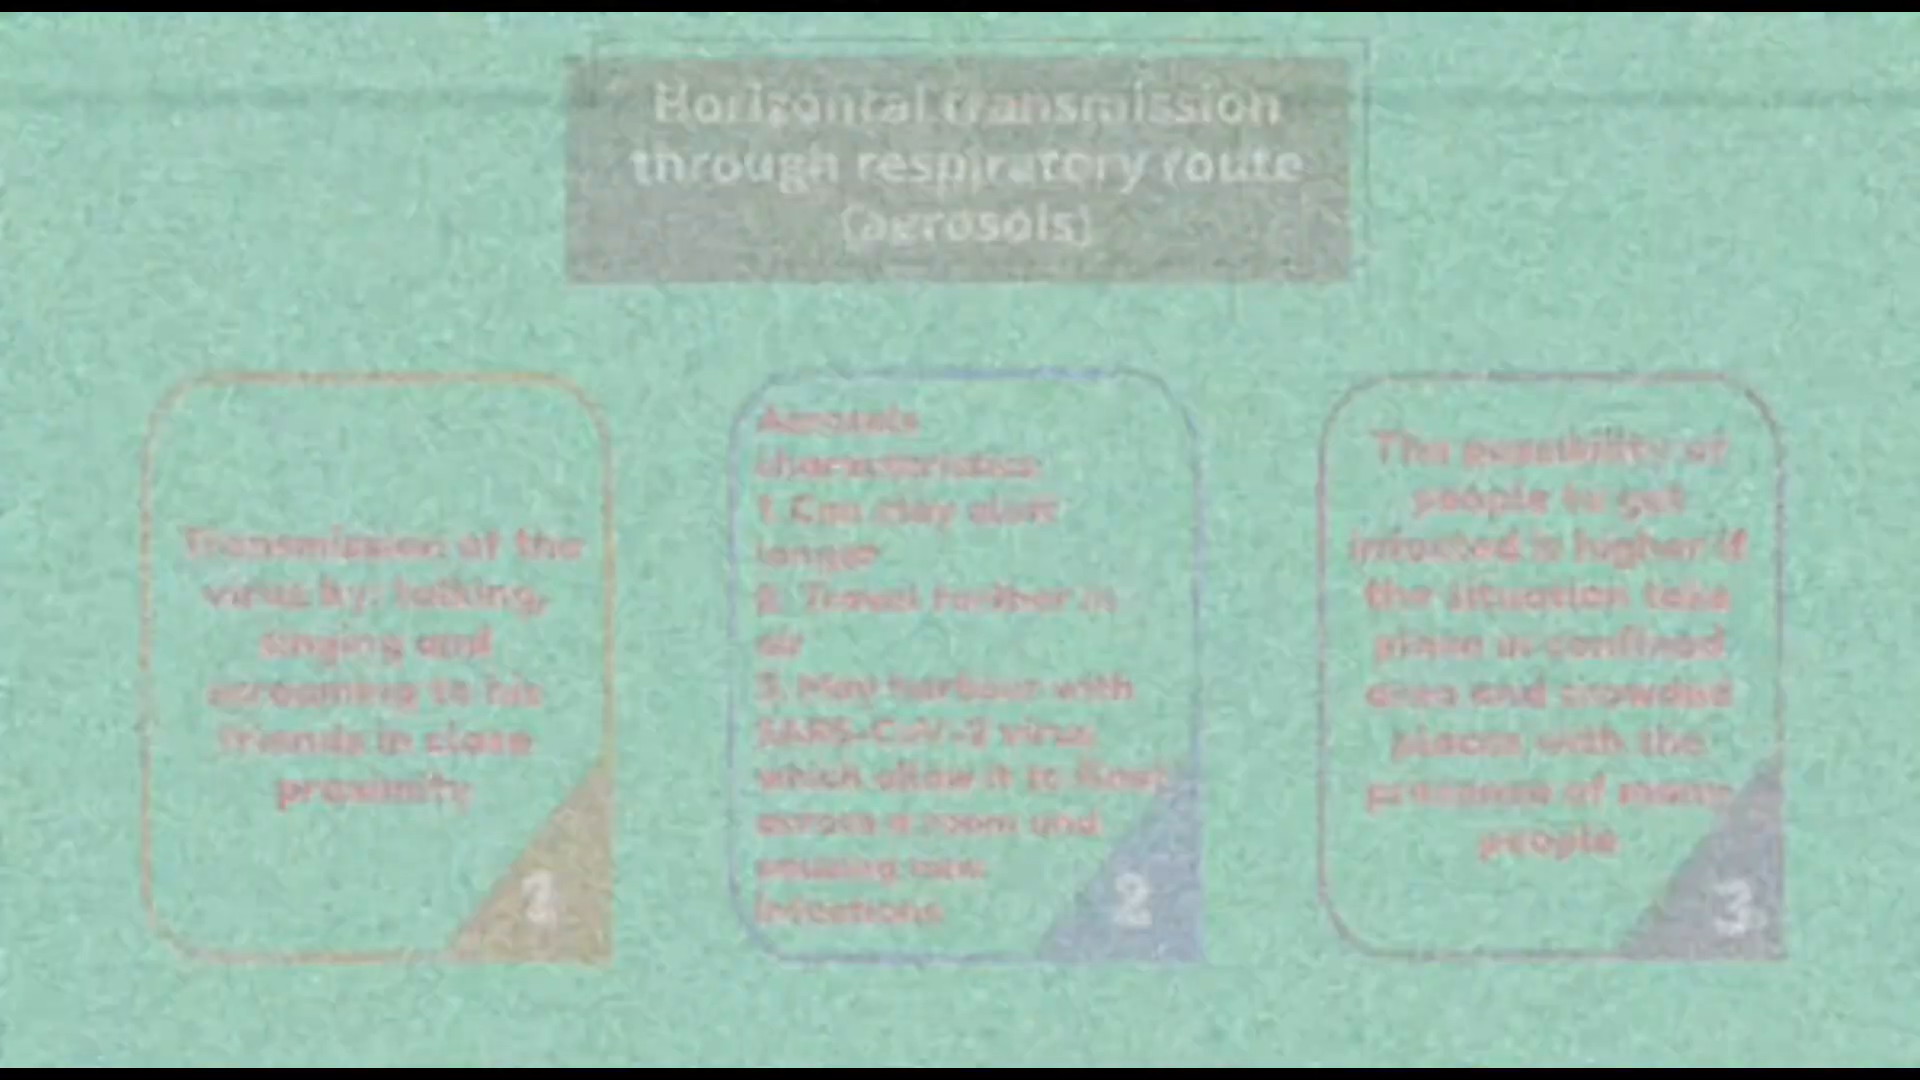 Horizontal transmission
through respiratory route
(aerosols)
Transmission of the
virus by: talking,
singing and
screaming to his
friends in close
proximity
1
Aerosols
characteristics
1. Can stay aloft
longer
2. Travel further in
air
3. May harbour with
SARS-CoV-2 virus
which allow it to float
across a room and
causing new
infections
2
The possibility of
people to get
infected is higher if
the situation take
place at confined
area and crowded
places with the
presence of many
people
3